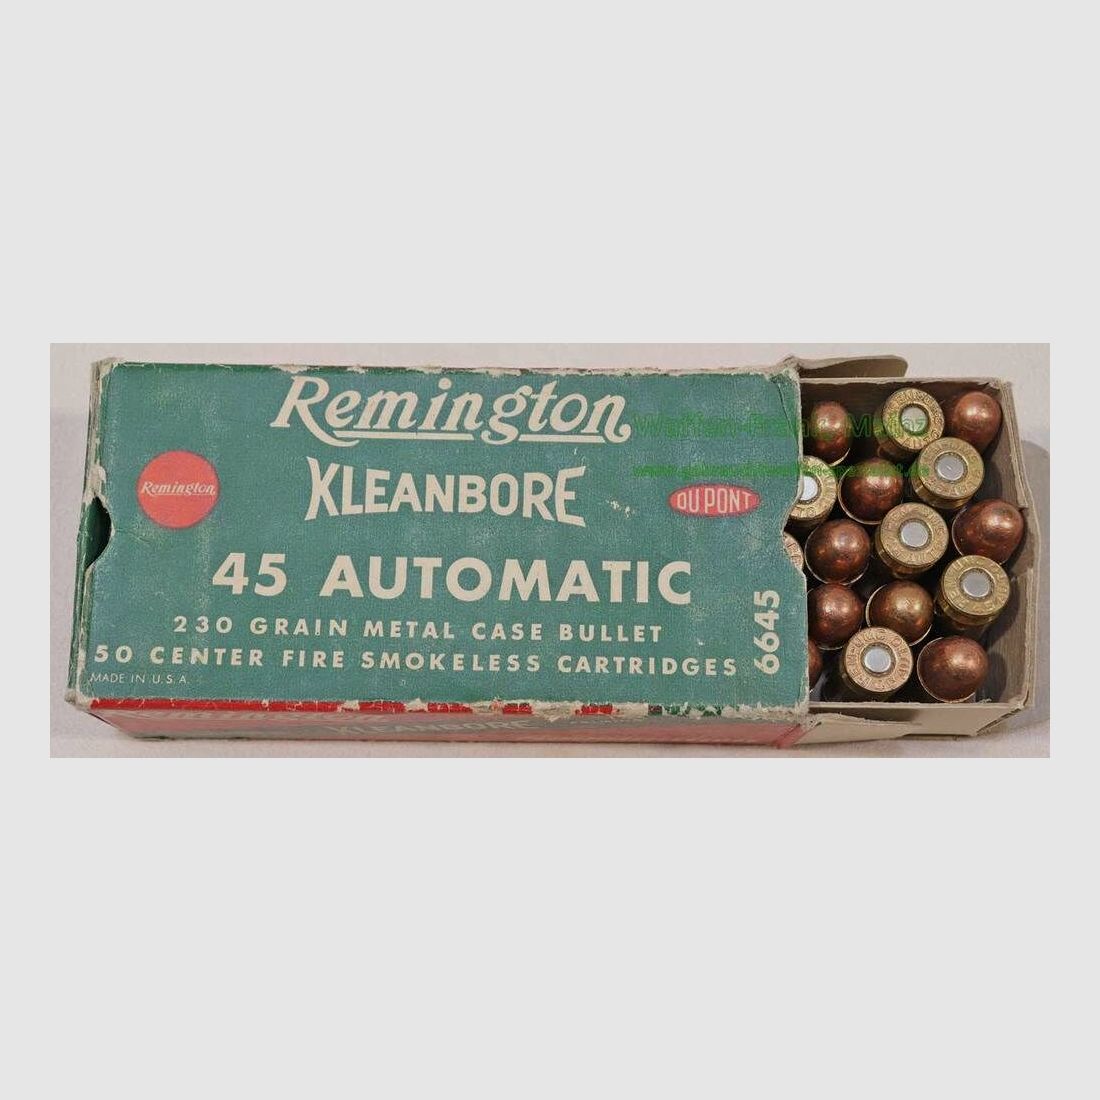 Remington
KLEANBORE
Remington
DU PONT
45 AUTOMATIC
230 GRAIN METAL CASE BULLET
50 CENTER FIRE SMOKELESS CARTRIDGES
6645
MADE IN U.S.A.
KLEANBORE